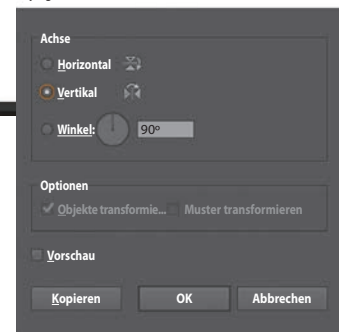 Achse
Horizontal
Vertikal
Winkel: 90°
Optionen
Objekte transformie... Muster transformieren
Vorschau
Kopieren OK Abbrechen